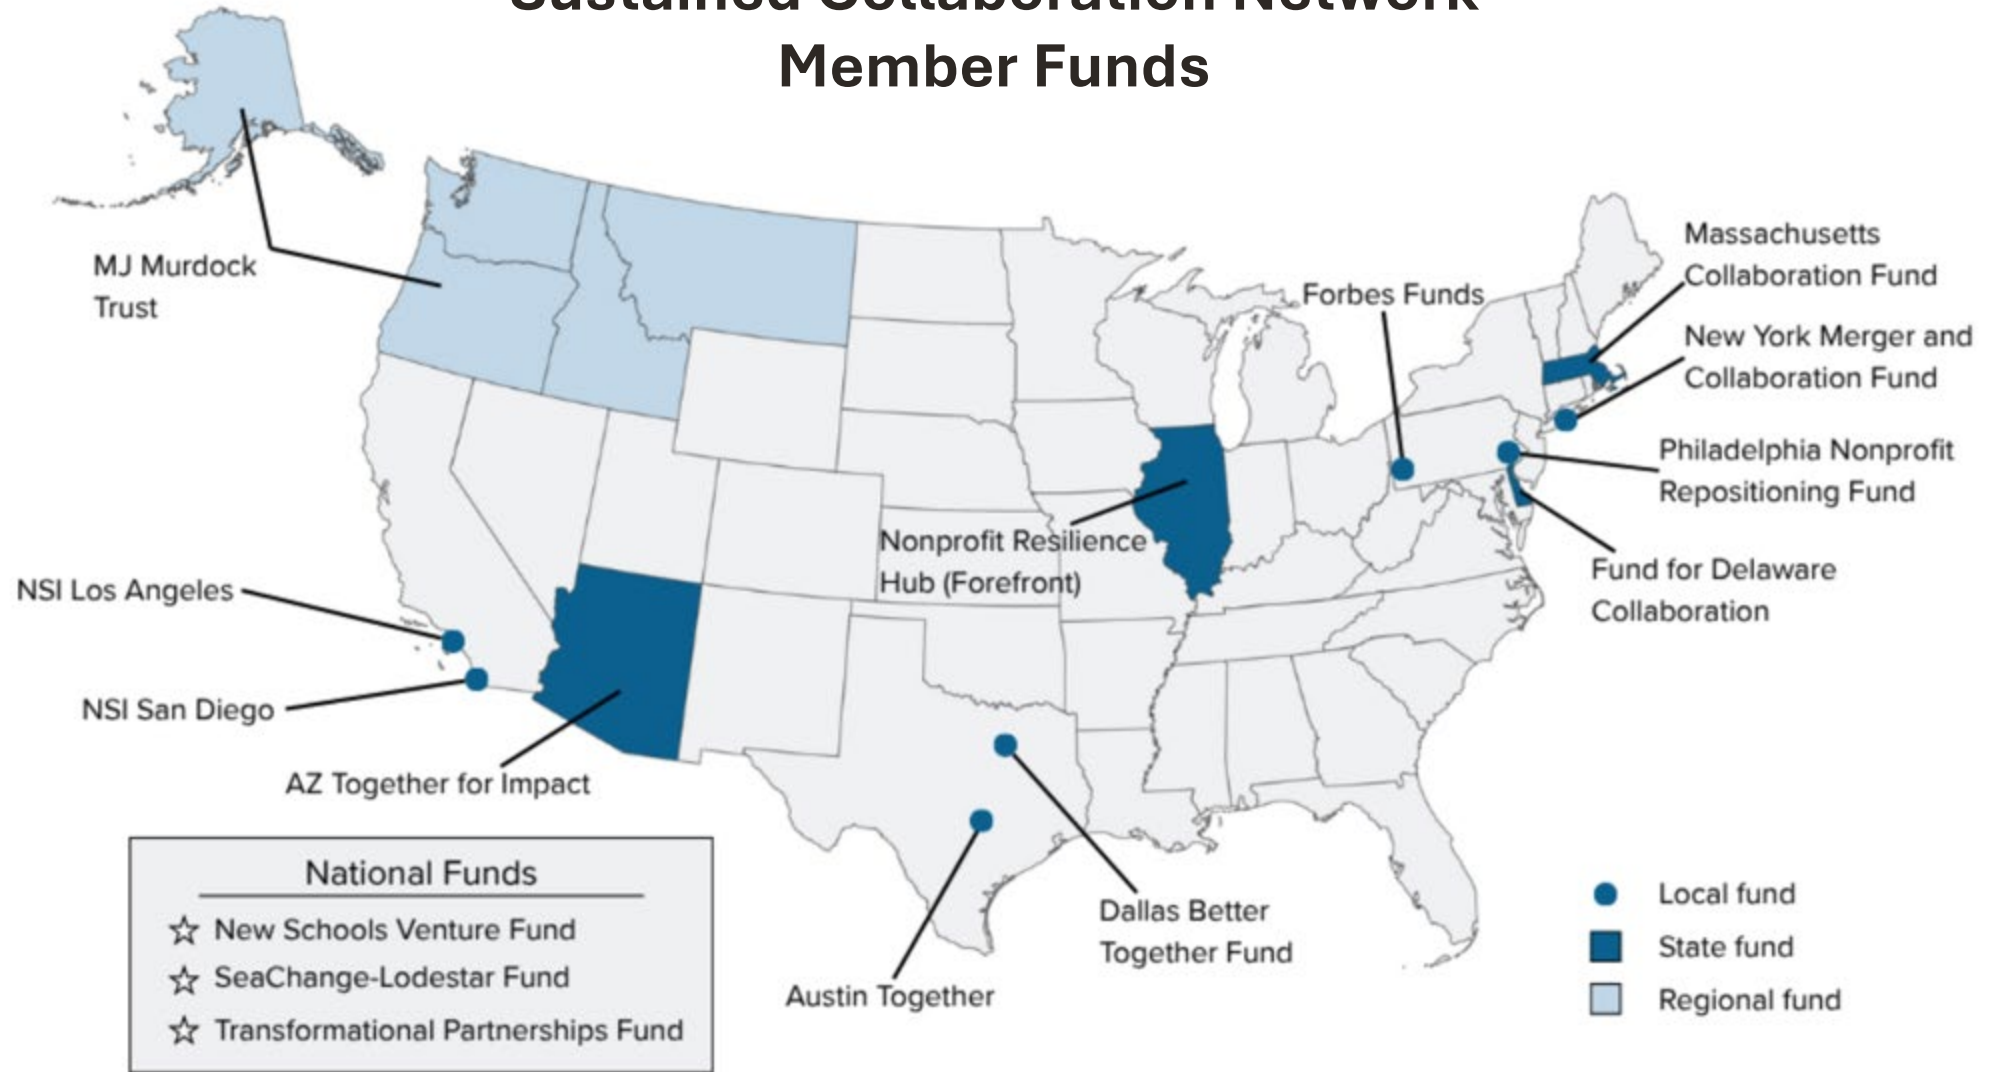 Sustained Collaboration Network
Member Funds
MJ Murdock
Trust
Forbes Funds
Massachusetts
Collaboration Fund
New York Merger and
Collaboration Fund
Philadelphia Nonprofit
Repositioning Fund
Fund for Delaware
Collaboration
Nonprofit Resilience
Hub (Forefront)
NSI Los Angeles
NSI San Diego
AZ Together for Impact
Dallas Better
Together Fund
Austin Together
National Funds
New Schools Venture Fund
SeaChange-Lodestar Fund
Transformational Partnerships Fund
Local fund
State fund
Regional fund